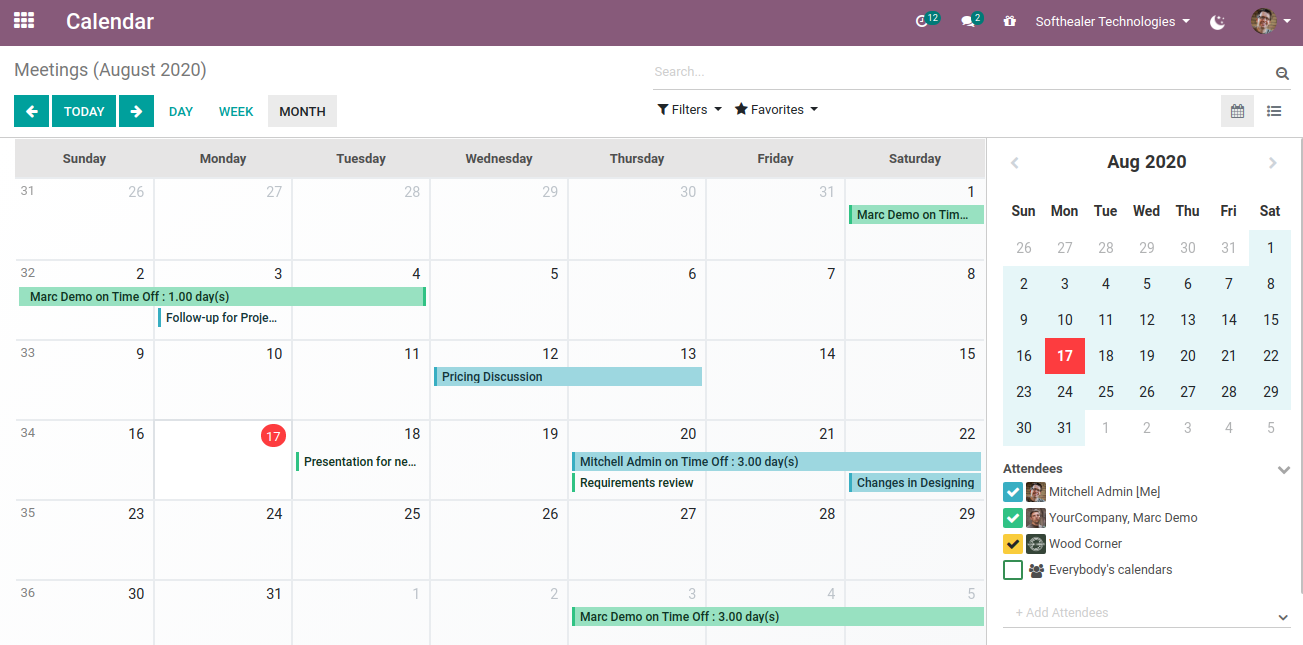 Calendar
12
2
Softhealer Technologies
Meetings (August 2020)
Search...
TODAY
DAY
WEEK
MONTH
Filters
Favorites
Sunday Monday Tuesday Wednesday Thursday Friday Saturday
31 26 27 28 29 30 31 1
Marc Demo on Tim...
32 2 3 4 5 6 7 8
Marc Demo on Time Off : 1.00 day(s)
Follow-up for Proje...
33 9 10 11 12 13 14 15
Pricing Discussion
34 16 17 18 19 20 21 22
Presentation for ne...
Mitchell Admin on Time Off : 3.00 day(s)
Requirements review
Changes in Designing
35 23 24 25 26 27 28 29
36 30 31 1 2 3 4 5
Marc Demo on Time Off : 3.00 day(s)
Aug 2020
Sun Mon Tue Wed Thu Fri Sat
26 27 28 29 30 31 1
2 3 4 5 6 7 8
9 10 11 12 13 14 15
16 17 18 19 20 21 22
23 24 25 26 27 28 29
30 31 1 2 3 4 5
Attendees
Mitchell Admin [Me]
YourCompany, Marc Demo
Wood Corner
Everybody's calendars
+ Add Attendees